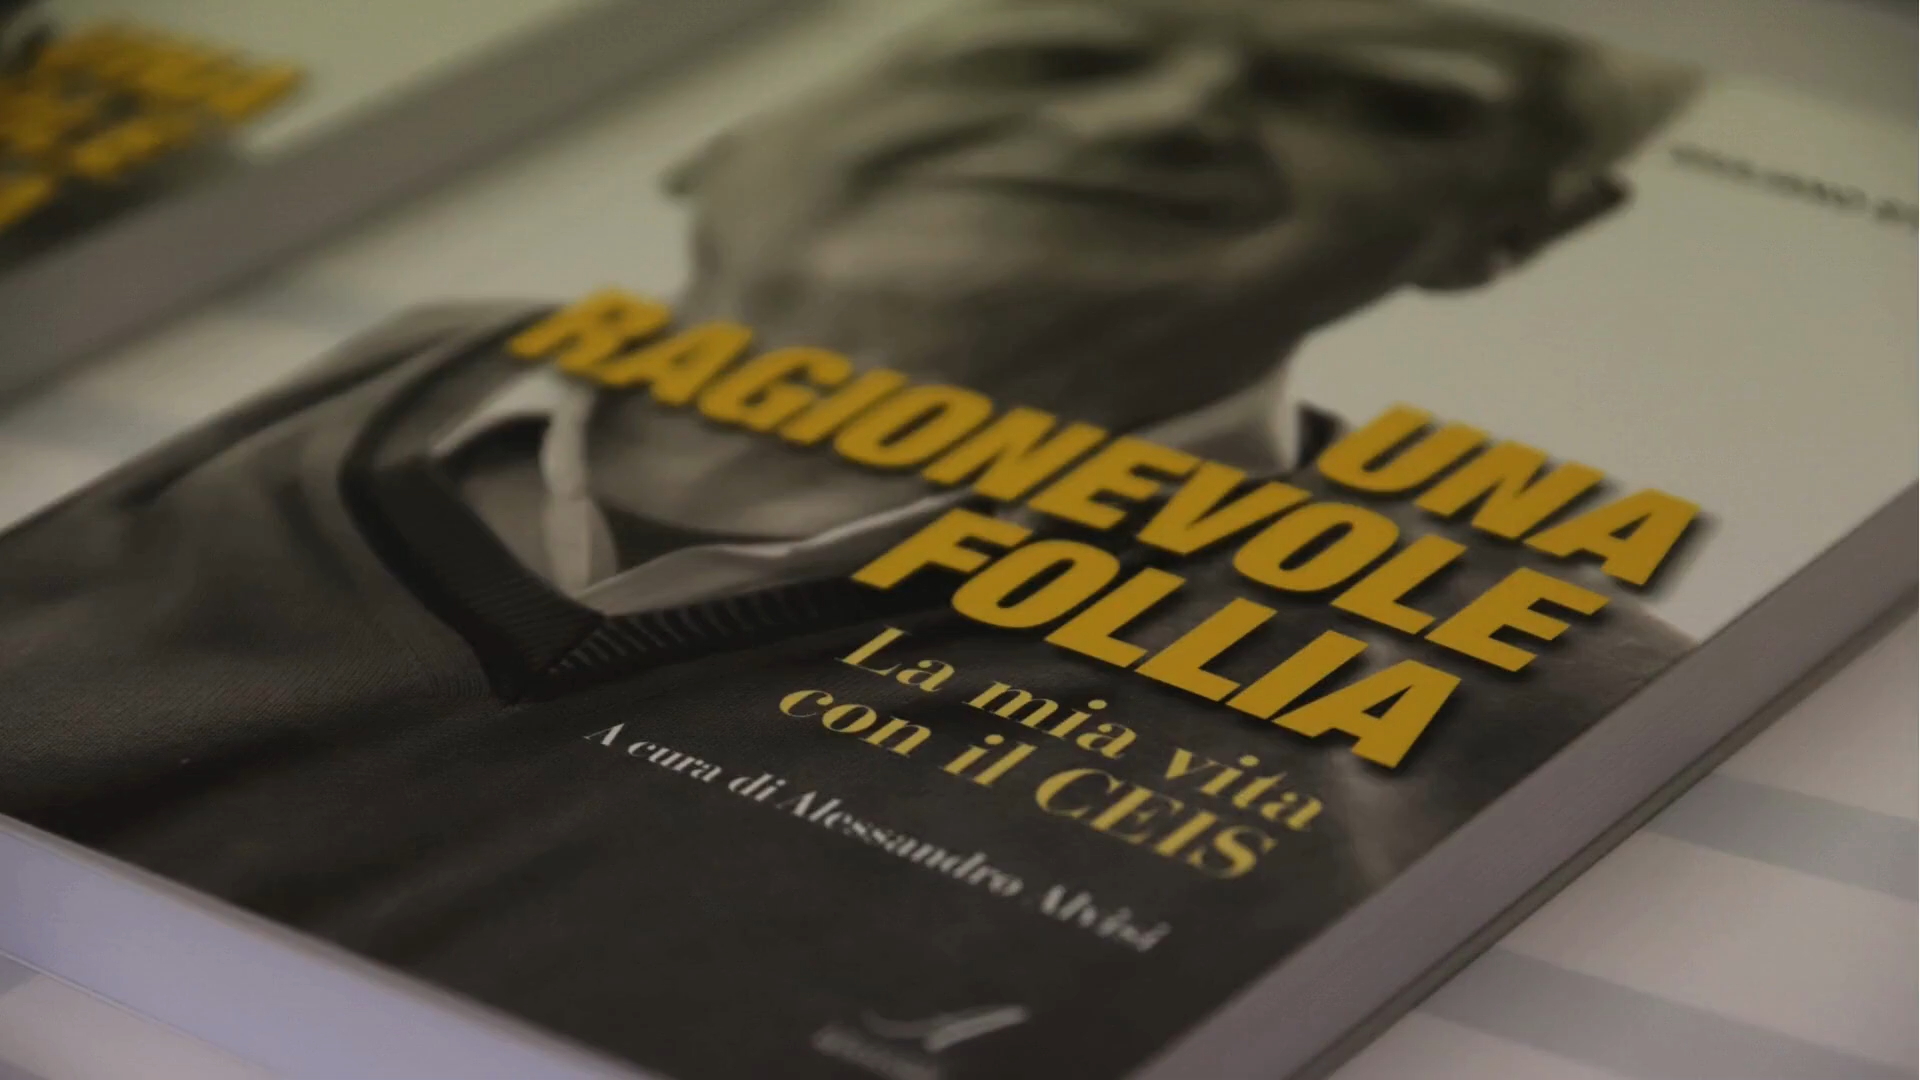 UNA
RAGIONEVOLE
FOLLIA
La mia vita
con il CEIS
A cura di Alessandro Alvisi